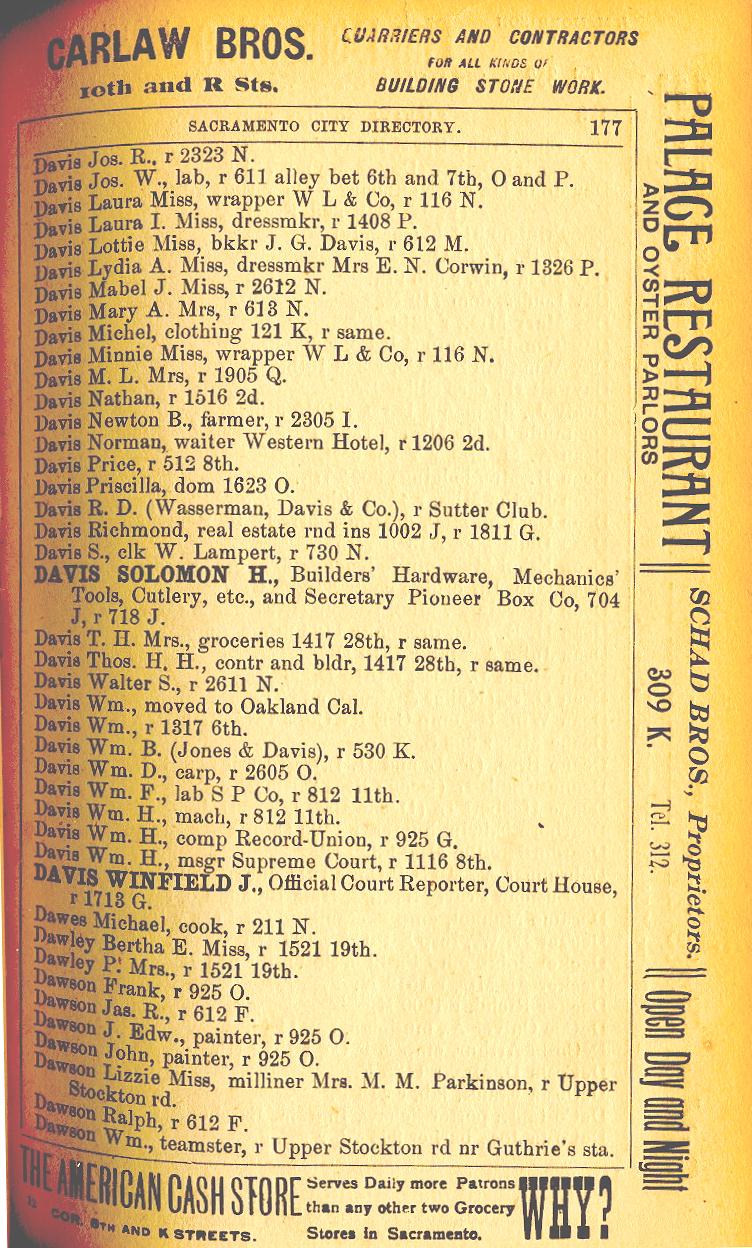 CARLAW BROS.
10th and R Sts.
QUARRIERS AND CONTRACTORS
FOR ALL KINDS OF
BUILDING STONE WORK.
SACRAMENTO CITY DIRECTORY. 177
Davis Jos. R., r 2323 N.
Davis Jos. W., lab, r 611 alley bet 6th and 7th, O and P.
Davis Laura Miss, wrapper W L & Co, r 116 N.
Davis Laura I. Miss, dressmkr, r 1408 P.
Davis Lottie Miss, bkkr J. G. Davis, r 612 M.
Davis Lydia A. Miss, dressmkr Mrs E. N. Corwin, r 1326 P.
Davis Mabel J. Miss, r 2612 N.
Davis Mary A. Mrs, r 613 N.
Davis Michel, clothing 121 K, r same.
Davis Minnie Miss, wrapper W L & Co, r 116 N.
Davis M. L. Mrs, r 1905 Q.
Davis Nathan, r 1516 2d.
Davis Newton B., farmer, r 2305 I.
Davis Norman, waiter Western Hotel, r 1206 2d.
Davis Price, r 512 8th.
Davis Priscilla, dom 1623 O.
Davis R. D. (Wasserman, Davis & Co.), r Sutter Club.
Davis Richmond, real estate rnd ins 1002 J, r 1811 G.
Davis S., clk W. Lampert, r 730 N.
DAVIS SOLOMON H., Builders' Hardware, Mechanics'
Tools, Cutlery, etc., and Secretary Pioneer Box Co, 704
J, r 718 J.
Davis T. H. Mrs., groceries 1417 28th, r same.
Davis Thos. H. H., contr and bldr, 1417 28th, r same.
Davis Walter S., r 2611 N.
Davis Wm., moved to Oakland Cal.
Davis Wm., r 1317 6th.
Davis Wm. B. (Jones & Davis), r 530 K.
Davis Wm. D., carp, r 2605 O.
Davis Wm. F., lab S P Co, r 812 11th.
Davis Wm. H., mach, r 812 11th.
Davis Wm. H., comp Record-Union, r 925 G.
Davis Wm. H., msgr Supreme Court, r 1116 8th.
DAVIS WINFIELD J., Official Court Reporter, Court House,
r 1713 G.
Dawes Michael, cook, r 211 N.
Dawley Bertha E. Miss, r 1521 19th.
Dawley P. Mrs., r 1521 19th.
Dawson Frank, r 925 O.
Dawson Jas. R., r 612 F.
Dawson J. Edw., painter, r 925 O.
Dawson John, painter, r 925 O.
Dawson Lizzie Miss, milliner Mrs. M. M. Parkinson, r Upper
Stockton rd.
Dawson Ralph, r 612 F.
Dawson Wm., teamster, r Upper Stockton rd nr Guthrie's sta.
PALACE RESTAURANT
AND OYSTER PARLORS
SCHAD BROS., Proprietors.
309 K. Tel. 312.
Open Day and Night
THE AMERICAN CASH STORE
COR. 8TH AND K STREETS.
Serves Daily more Patrons
than any other two Grocery
Stores in Sacramento.
WHY?